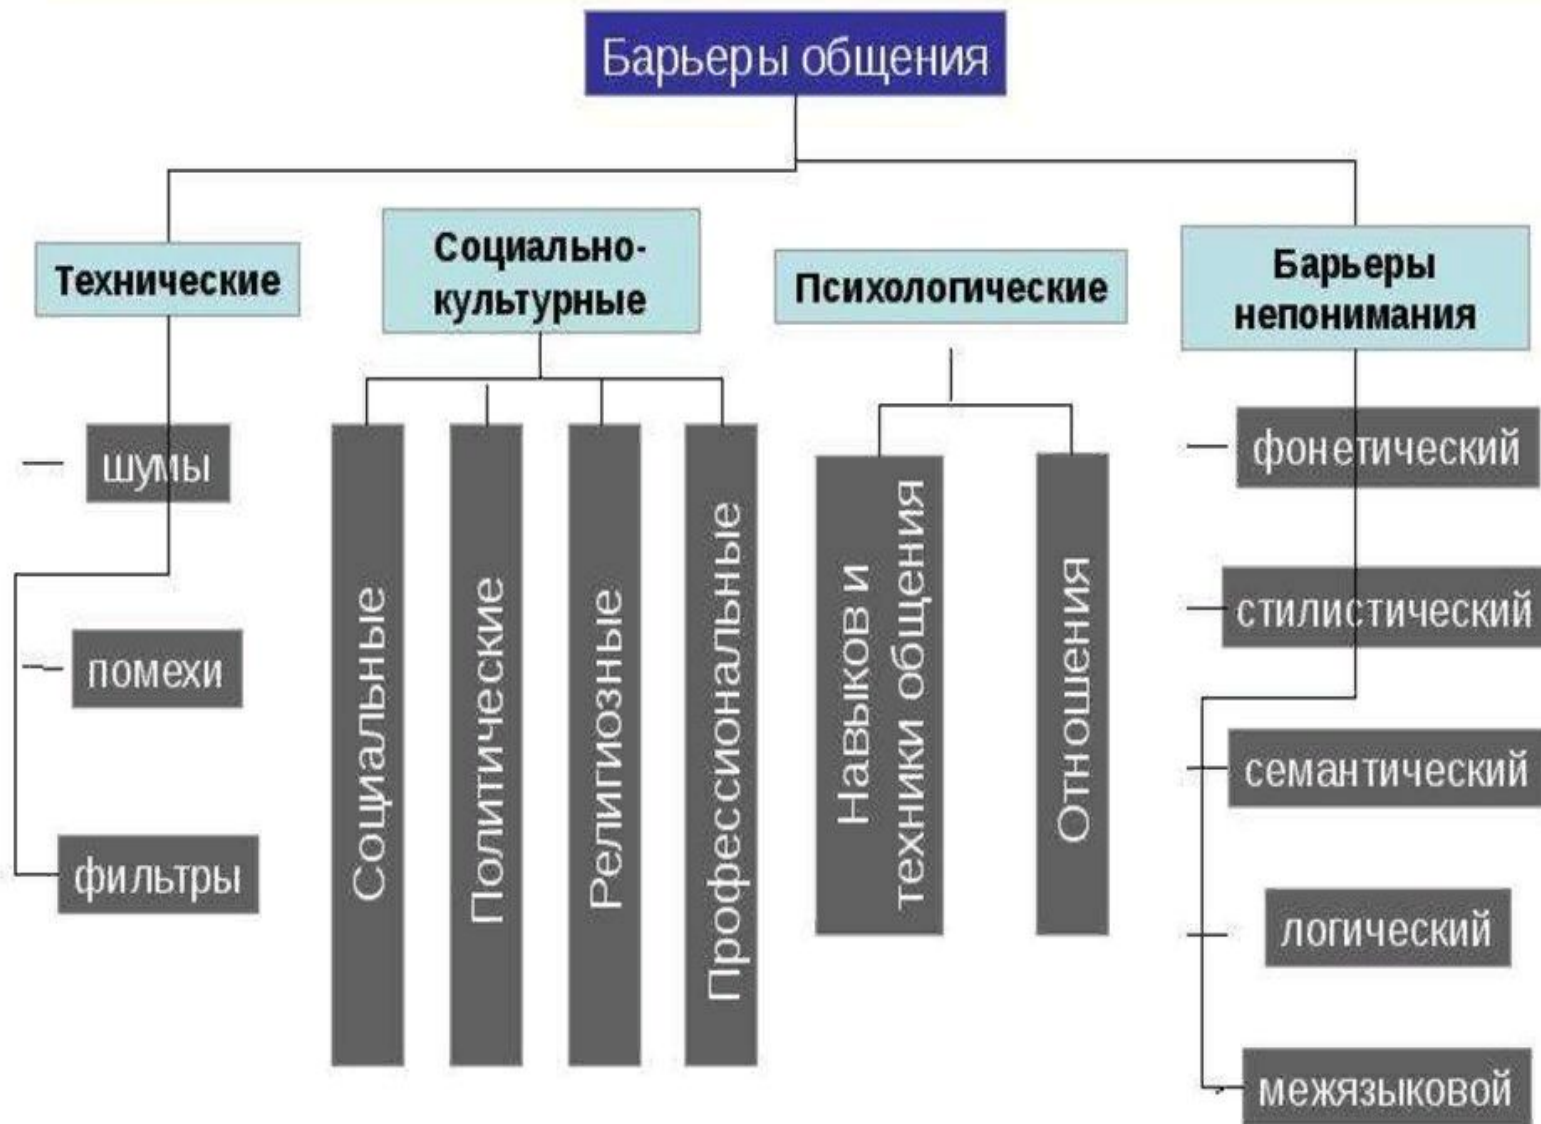 Барьеры общения
Технические
Социально-
культурные
Психологические
Барьеры
непонимания
шумы
помехи
фильтры
Социальные
Политические
Религиозные
Профессиональные
Навыков и
техники общения
Отношения
фонетический
стилистический
семантический
логический
межязыковой